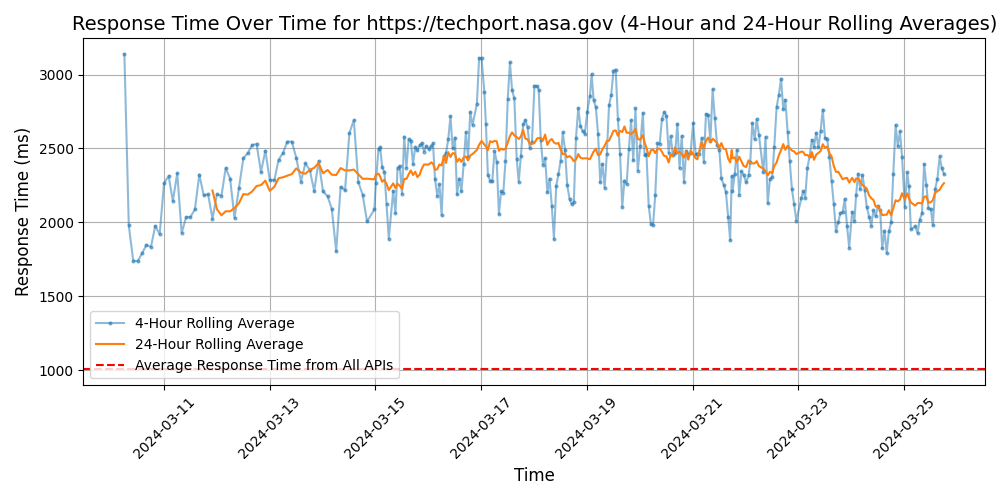 Response Time Over Time for https://techport.nasa.gov (4-Hour and 24-Hour Rolling Averages)
Response Time (ms)
3000
2500
2000
1500
1000
4-Hour Rolling Average
24-Hour Rolling Average
Average Response Time from All APIs
2024-03-11
2024-03-13
2024-03-15
2024-03-17
2024-03-19
2024-03-21
2024-03-23
2024-03-25
Time